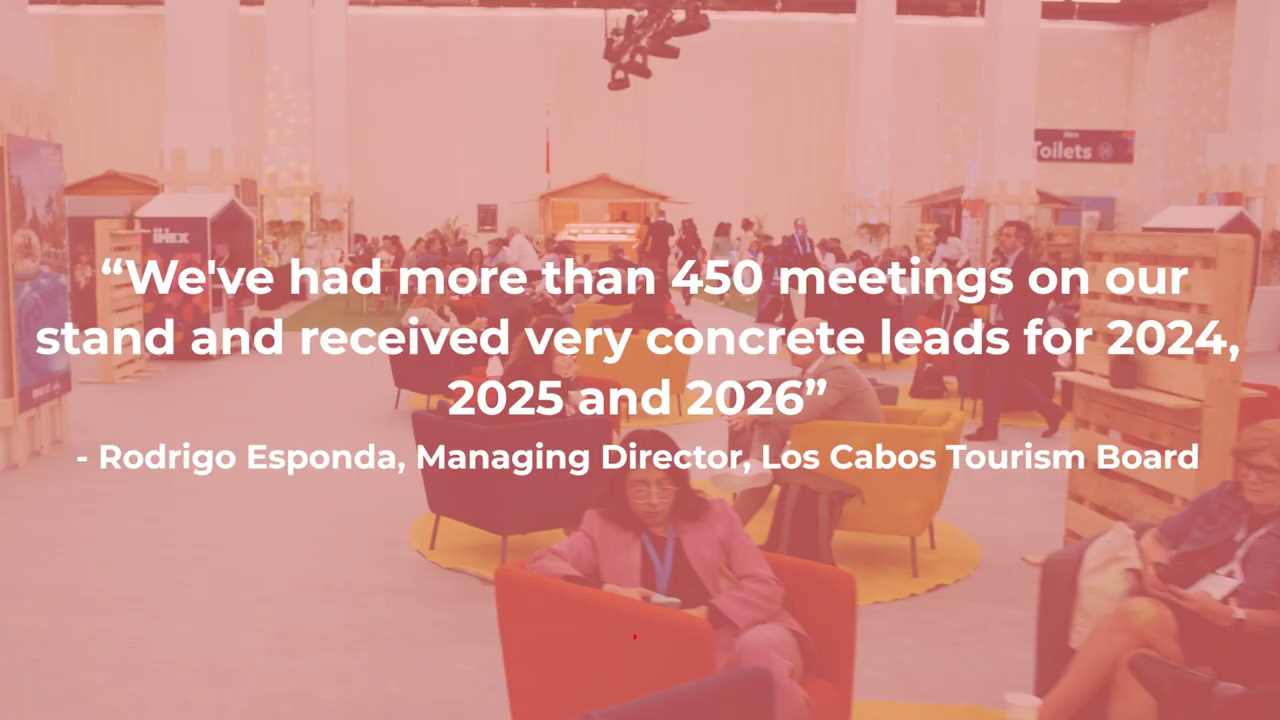 Toilets
IMEX
“We've had more than 450 meetings on our
stand and received very concrete leads for 2024,
2025 and 2026”
- Rodrigo Esponda, Managing Director, Los Cabos Tourism Board